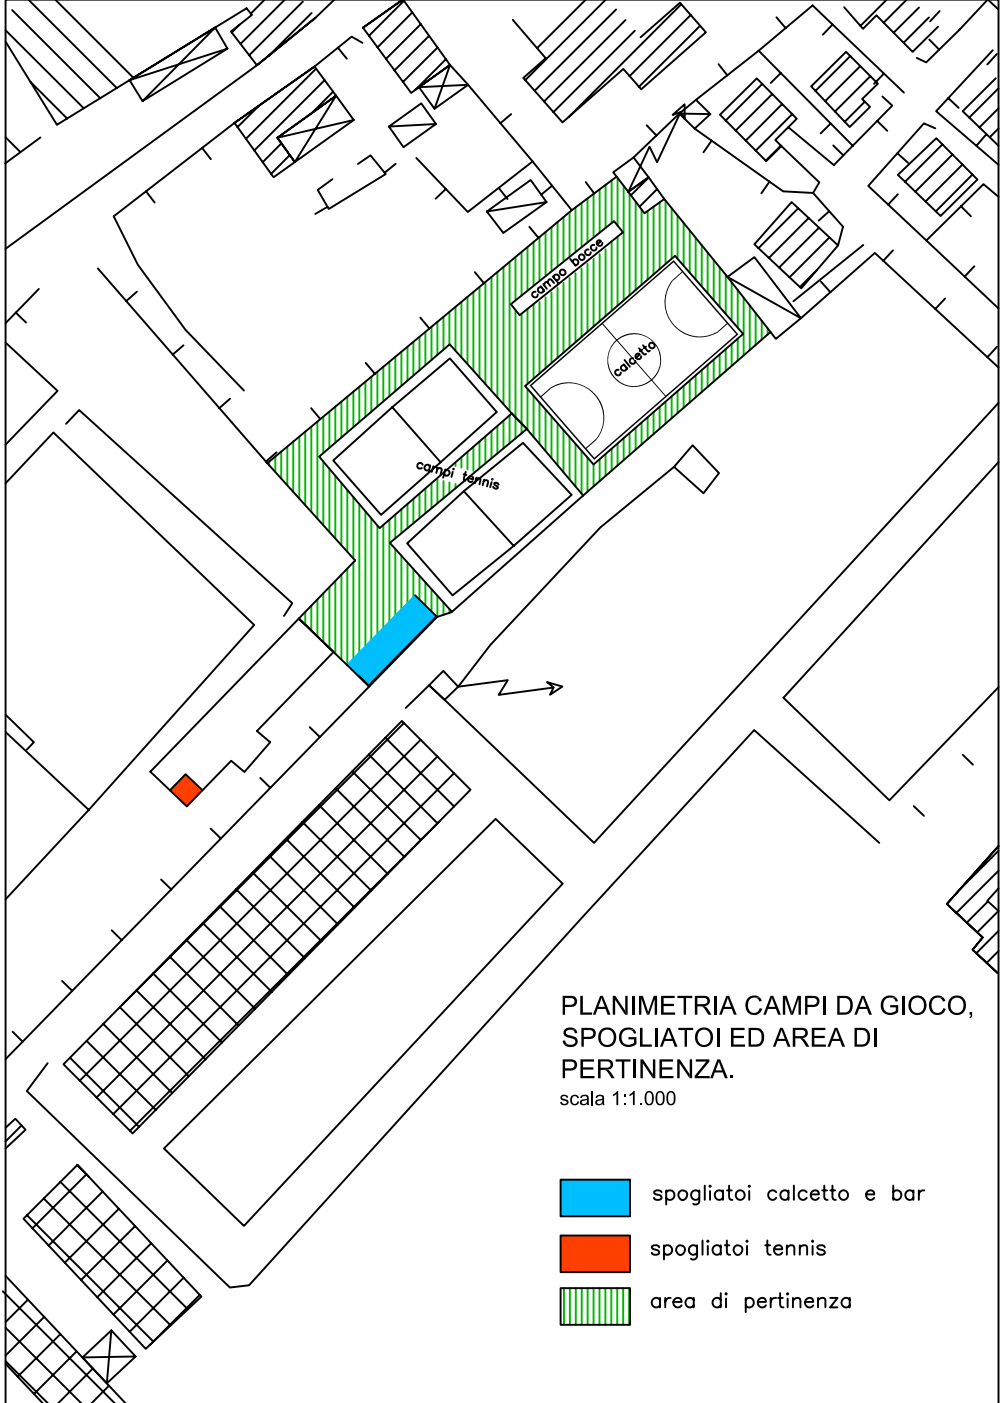 campo bocce
calcetto
campi tennis
PLANIMETRIA CAMPI DA GIOCO,
SPOGLIATOI ED AREA DI
PERTINENZA.
scala 1:1.000
spogliatoi calcetto e bar
spogliatoi tennis
area di pertinenza